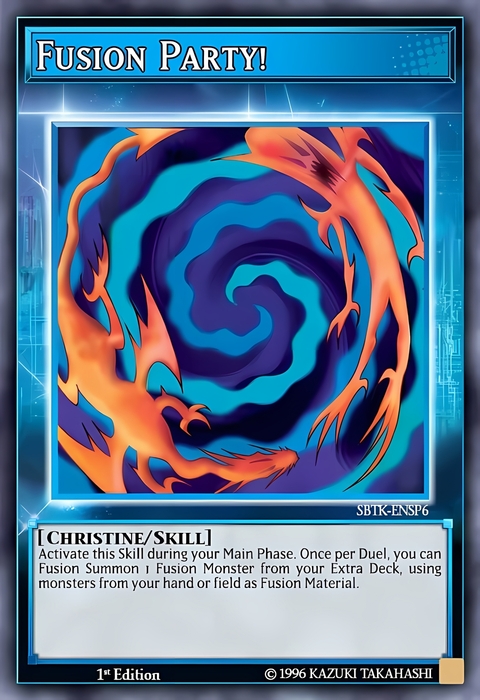 FUSION PARTY!
SBTK-ENSP6
[CHRISTINE/SKILL]
Activate this Skill during your Main Phase. Once per Duel, you can
Fusion Summon 1 Fusion Monster from your Extra Deck, using
monsters from your hand or field as Fusion Material.
1st Edition
© 1996 KAZUKI TAKAHASHI